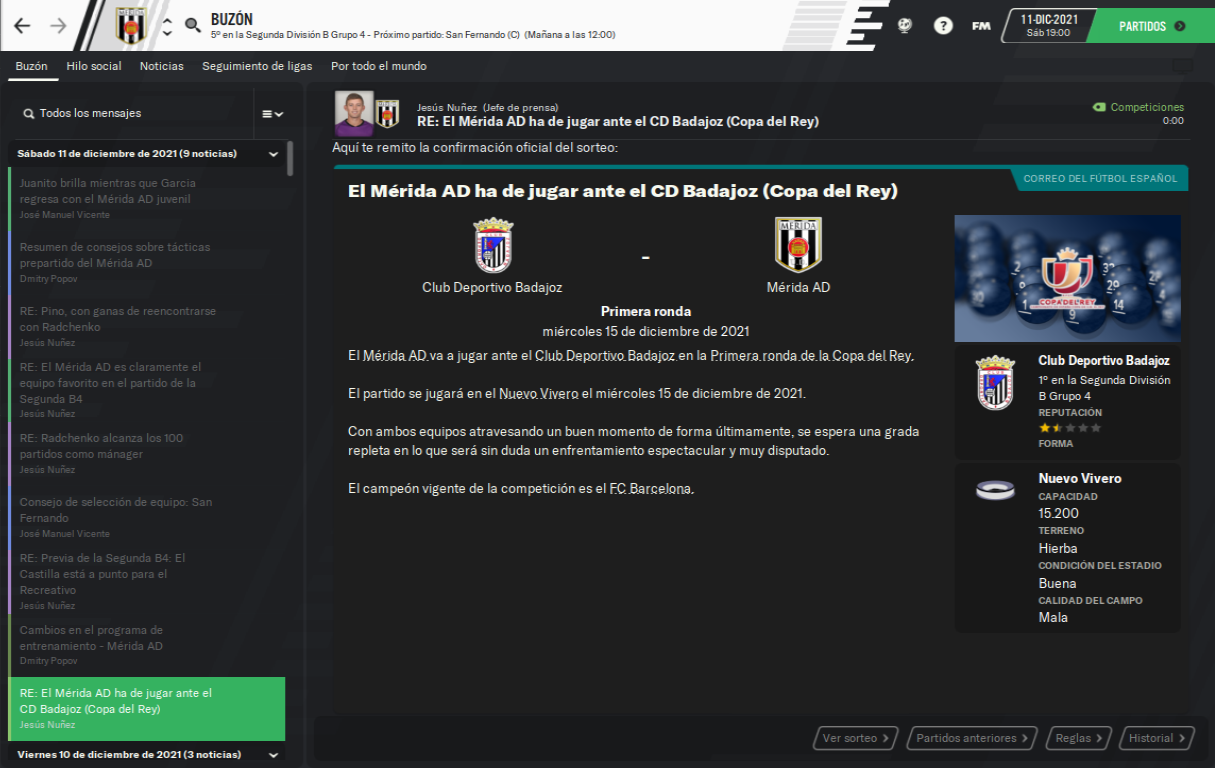 BUZÓN
5º en la Segunda División B Grupo 4 - Próximo partido: San Fernando (C) (Mañana a las 12:00)
FM
11-DIC-2021
Sáb 19:00
PARTIDOS
Buzón Hilo social Noticias Seguimiento de ligas Por todo el mundo
Todos los mensajes
Sábado 11 de diciembre de 2021 (9 noticias)
Juanito brilla mientras que Garcia
regresa con el Mérida AD juvenil
José Manuel Vicente
Resumen de consejos sobre tácticas
prepartido del Mérida AD
Dmitry Popov
RE: Pino, con ganas de reencontrarse
con Radchenko
Jesús Nuñez
RE: El Mérida AD es claramente el
equipo favorito en el partido de la
Segunda B4
Jesús Nuñez
RE: Radchenko alcanza los 100
partidos como mánager
Jesús Nuñez
Consejo de selección de equipo: San
Fernando
José Manuel Vicente
RE: Previa de la Segunda B4: El
Castilla está a punto para el
Recreativo
Jesús Nuñez
Cambios en el programa de
entrenamiento - Mérida AD
Dmitry Popov
RE: El Mérida AD ha de jugar ante el
CD Badajoz (Copa del Rey)
Jesús Nuñez
Viernes 10 de diciembre de 2021 (3 noticias)
Jesús Nuñez (Jefe de prensa)
RE: El Mérida AD ha de jugar ante el CD Badajoz (Copa del Rey)
Competiciones
0:00
Aquí te remito la confirmación oficial del sorteo:
CORREO DEL FÚTBOL ESPAÑOL
El Mérida AD ha de jugar ante el CD Badajoz (Copa del Rey)
MERIDA
-
Club Deportivo Badajoz Mérida AD
Primera ronda
miércoles 15 de diciembre de 2021
El Mérida AD va a jugar ante el Club Deportivo Badajoz en la Primera ronda de la Copa del Rey.
El partido se jugará en el Nuevo Vivero el miércoles 15 de diciembre de 2021.
Con ambos equipos atravesando un buen momento de forma últimamente, se espera una grada
repleta en lo que será sin duda un enfrentamiento espectacular y muy disputado.
El campeón vigente de la competición es el FC Barcelona.
COPA DEL REY
Club Deportivo Badajoz
1º en la Segunda División
B Grupo 4
REPUTACIÓN
FORMA
Nuevo Vivero
CAPACIDAD
15.200
TERRENO
Hierba
CONDICIÓN DEL ESTADIO
Buena
CALIDAD DEL CAMPO
Mala
Ver sorteo Partidos anteriores Reglas Historial